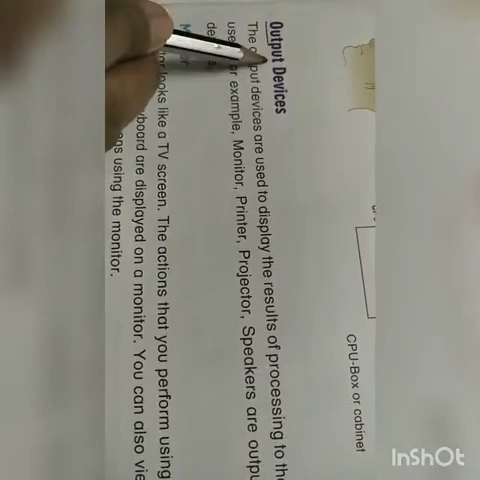 CPU-Box or cabinet
Output Devices
The output devices are used to display the results of processing to the
example, Monitor, Printer, Projector, Speakers are outpu
looks like a TV screen. The actions that you perform using
are displayed on a monitor. You can also vie
using the monitor.
InShOt